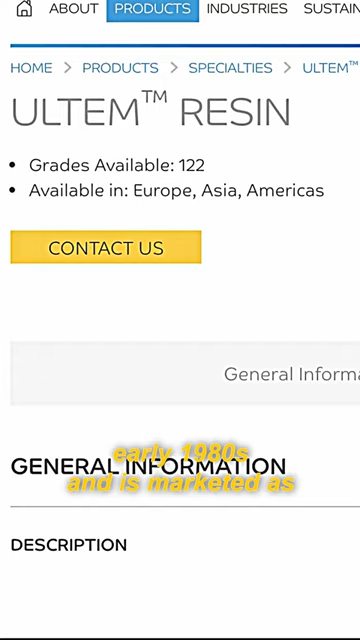 ABOUT PRODUCTS INDUSTRIES SUSTAIN
HOME > PRODUCTS > SPECIALTIES > ULTEM™
ULTEM™ RESIN
• Grades Available: 122
• Available in: Europe, Asia, Americas
CONTACT US
General Informa
early 1980s
GENERAL INFORMATION
and is marketed as
DESCRIPTION